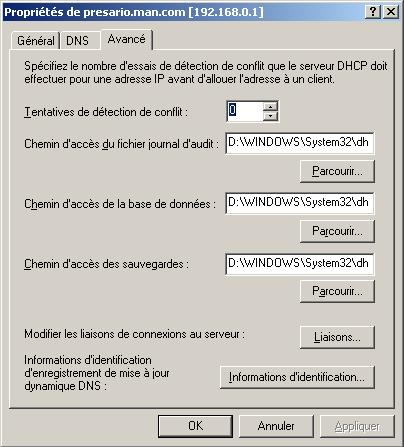 Propriétés de presario.man.com [192.168.0.1]
Général DNS Avancé
Spécifiez le nombre d'essais de détection de conflit que le serveur DHCP doit
effectuer pour une adresse IP avant d'allouer l'adresse à un client.
Tentatives de détection de conflit : 0
Chemin d'accès du fichier journal d'audit : D:\WINDOWS\System32\dh
Parcourir...
Chemin d'accès de la base de données : D:\WINDOWS\System32\dh
Parcourir...
Chemin d'accès des sauvegardes : D:\WINDOWS\System32\dh
Parcourir...
Modifier les liaisons de connexions au serveur : Liaisons...
Informations d'identification
d'enregistrement de mise à jour
dynamique DNS : Informations d'identification...
OK Annuler Appliquer